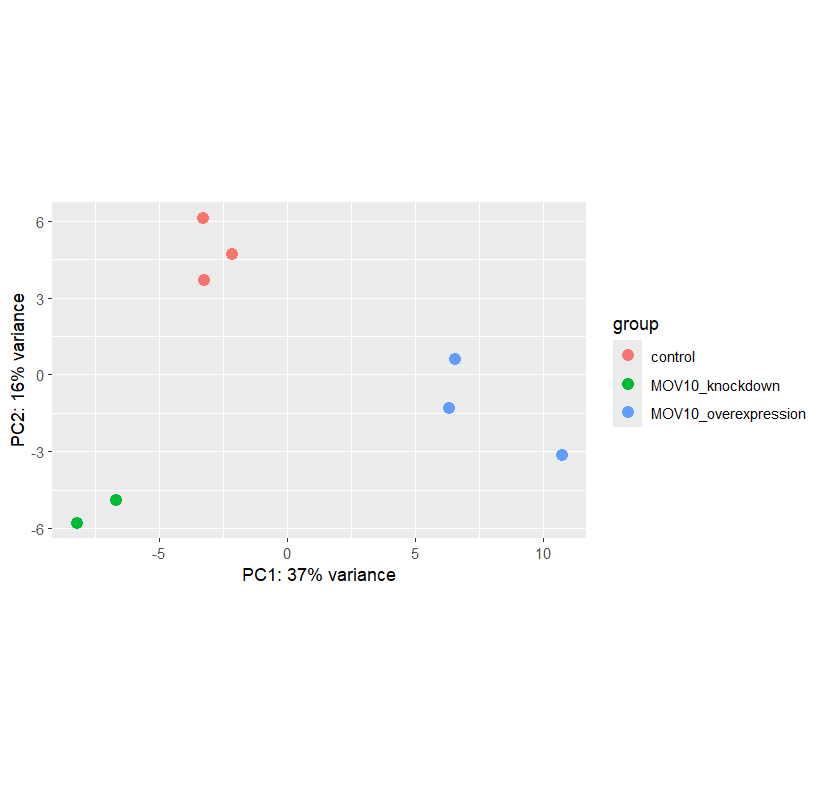 6
3
0
-3
-6
PC2: 16% variance
-5
0
5
10
PC1: 37% variance
group
control
MOV10_knockdown
MOV10_overexpression